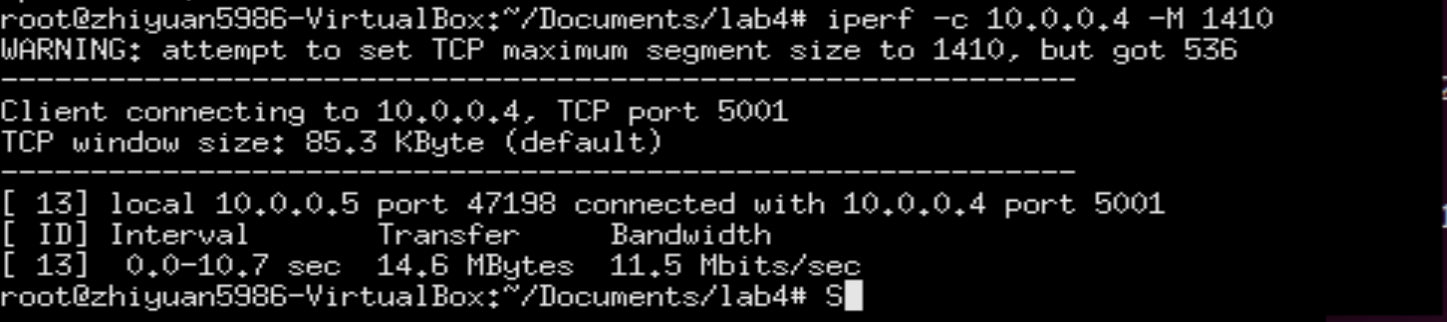 root@zhiyuan5986-VirtualBox:~/Documents/lab4# iperf -c 10.0.0.4 -M 1410
WARNING: attempt to set TCP maximum segment size to 1410, but got 536
------------------------------------------------------------
Client connecting to 10.0.0.4, TCP port 5001
TCP window size: 85.3 KByte (default)
------------------------------------------------------------
[ 13] local 10.0.0.5 port 47198 connected with 10.0.0.4 port 5001
[ ID] Interval       Transfer     Bandwidth
[ 13]  0.0-10.7 sec  14.6 MBytes  11.5 Mbits/sec
root@zhiyuan5986-VirtualBox:~/Documents/lab4# S